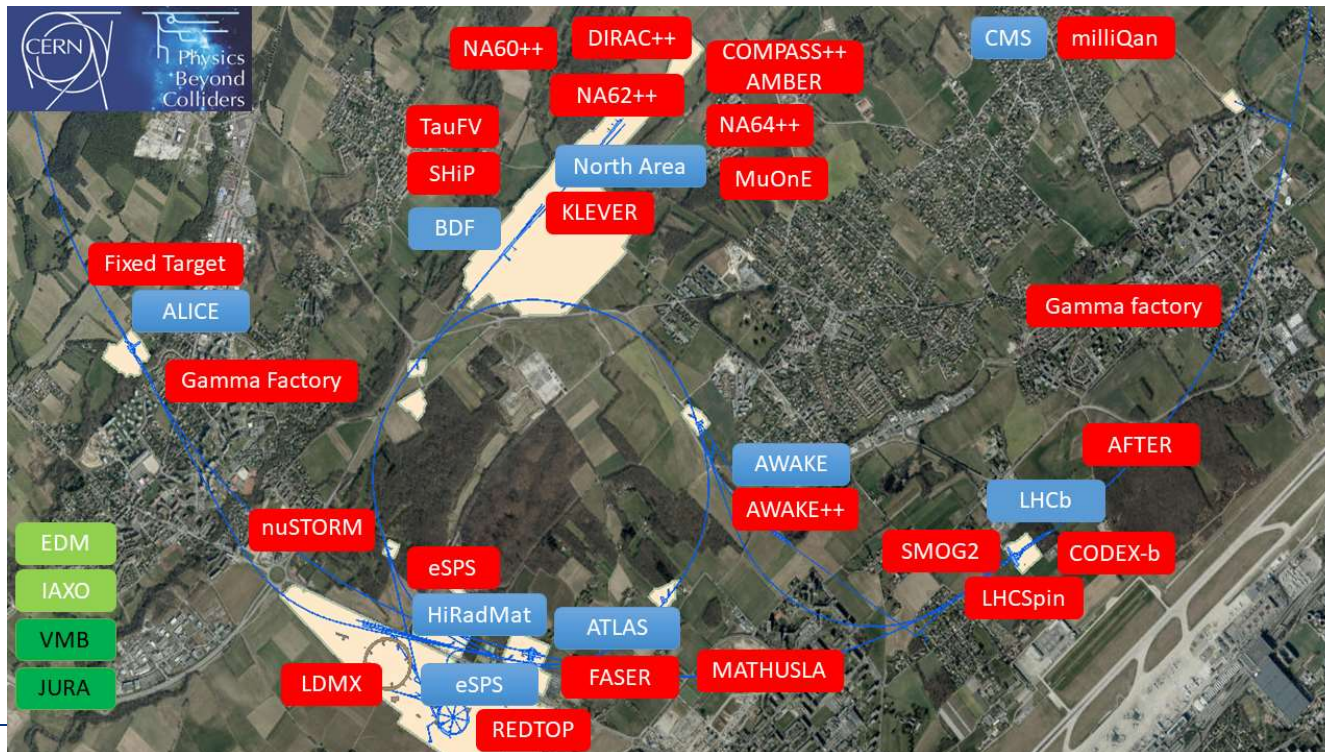 CERN
Physics
Beyond
Colliders
NA60++
DIRAC++
COMPASS++
AMBER
CMS
milliQan
NA62++
TauFV
NA64++
SHiP
North Area
MuOnE
BDF
KLEVER
Fixed Target
ALICE
Gamma factory
Gamma Factory
AFTER
AWAKE
AWAKE++
LHCb
nuSTORM
EDM
eSPS
SMOG2
CODEX-b
IAXO
HiRadMat
ATLAS
LHCSpin
VMB
JURA
LDMX
eSPS
FASER
MATHUSLA
REDTOP